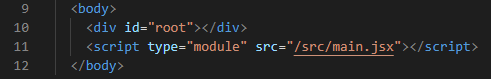 9 <body>
10 <div id="root"></div>
11 <script type="module" src="/src/main.jsx"></script>
12 </body>